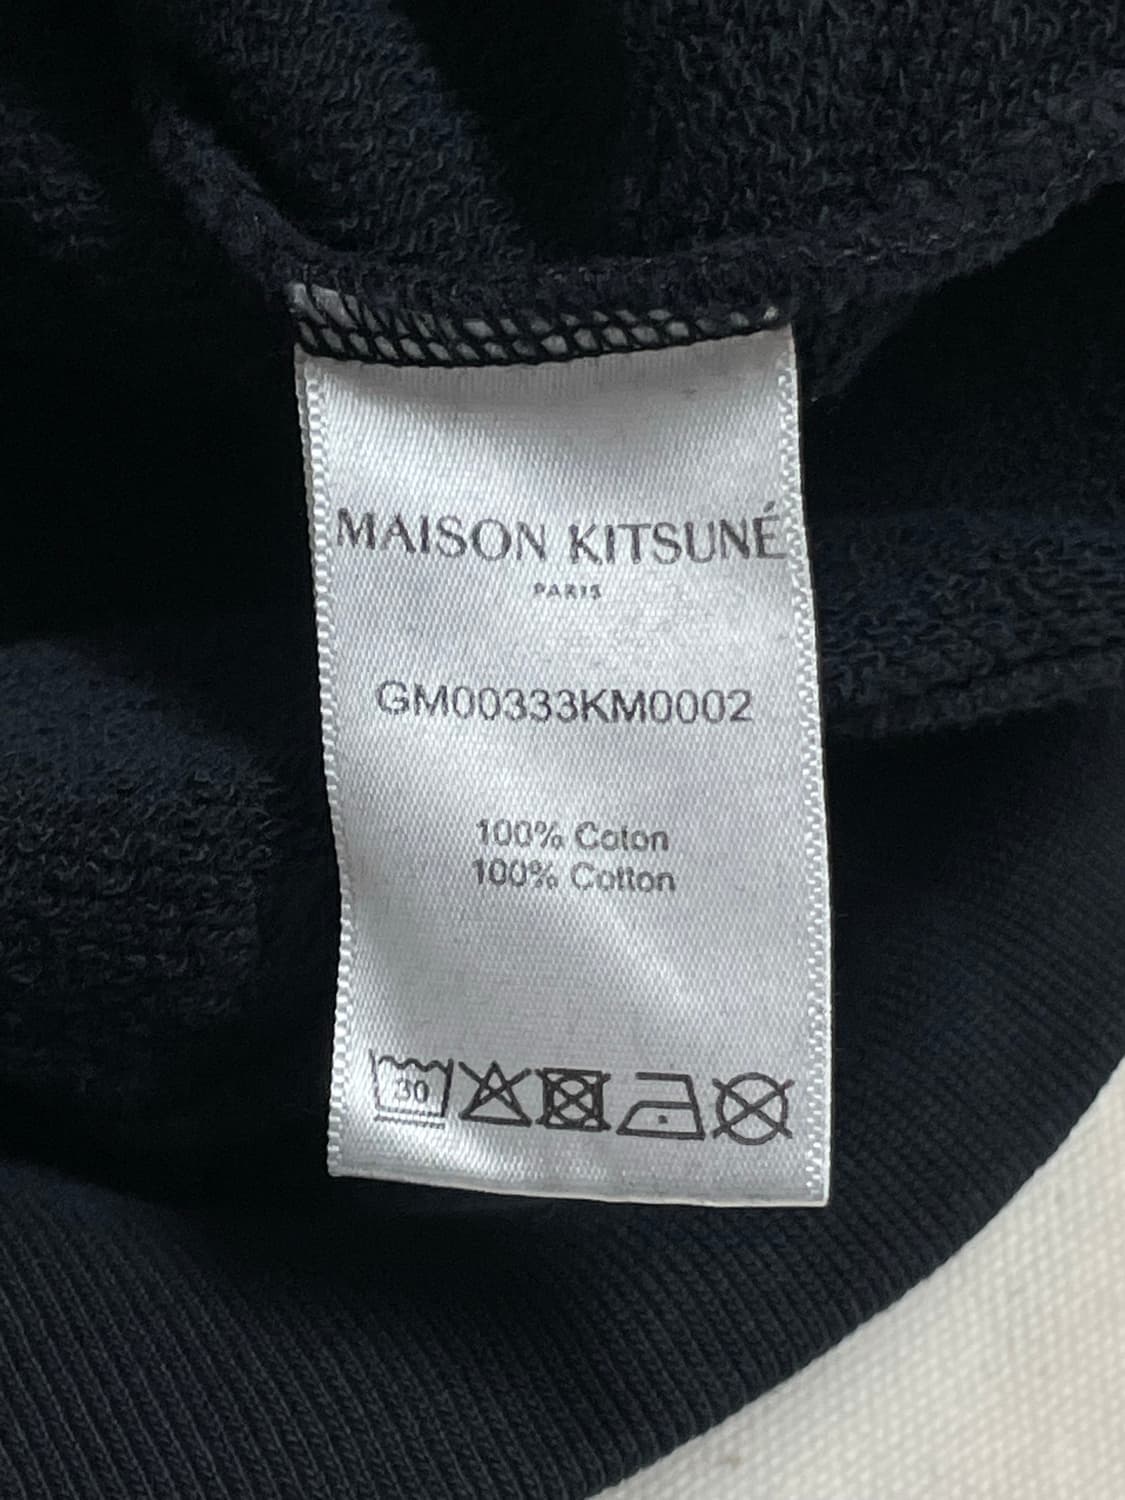 MAISON KITSUNÉ
PARIS
GM00333KM0002
100% Coton
100% Cotton
30